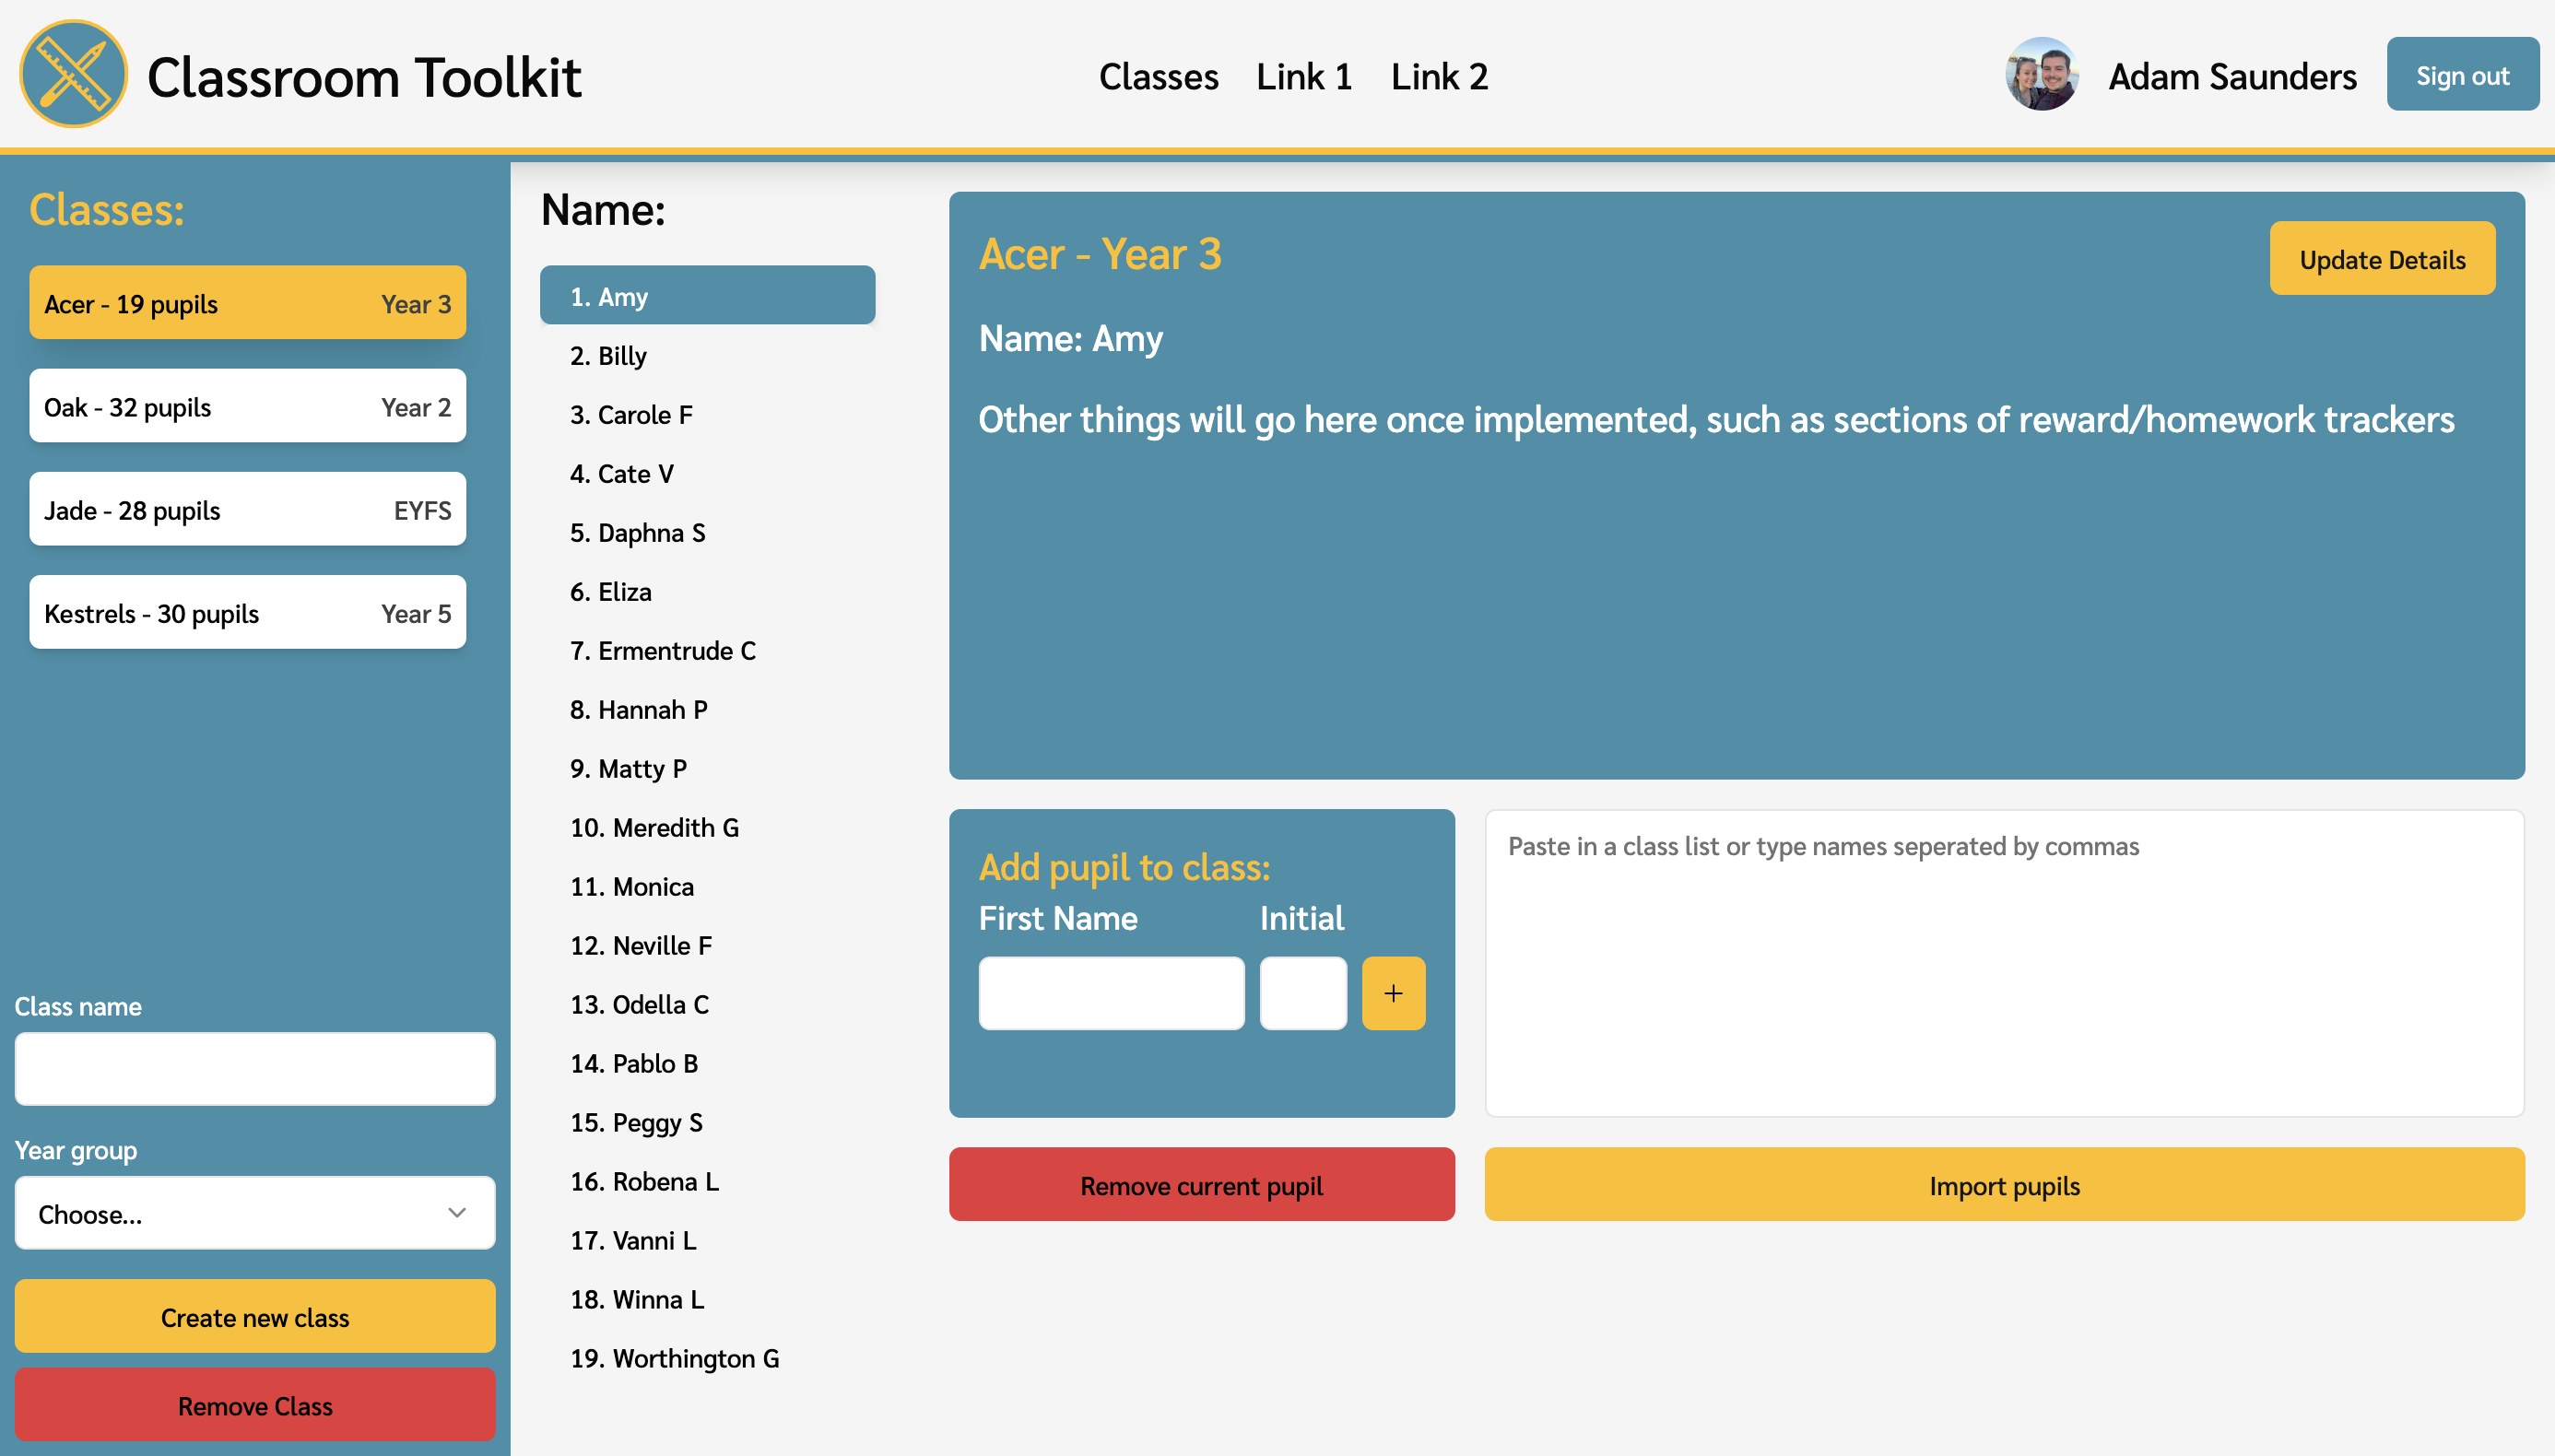 Classroom Toolkit
Classes Link 1 Link 2
Adam Saunders
Sign out
Classes:
Acer - 19 pupils Year 3
Oak - 32 pupils Year 2
Jade - 28 pupils EYFS
Kestrels - 30 pupils Year 5
Class name
Year group
Choose...
Create new class
Remove Class
Name:
1. Amy
2. Billy
3. Carole F
4. Cate V
5. Daphna S
6. Eliza
7. Ermentrude C
8. Hannah P
9. Matty P
10. Meredith G
11. Monica
12. Neville F
13. Odella C
14. Pablo B
15. Peggy S
16. Robena L
17. Vanni L
18. Winna L
19. Worthington G
Acer - Year 3
Update Details
Name: Amy
Other things will go here once implemented, such as sections of reward/homework trackers
Add pupil to class:
First Name Initial
+
Remove current pupil
Paste in a class list or type names seperated by commas
Import pupils